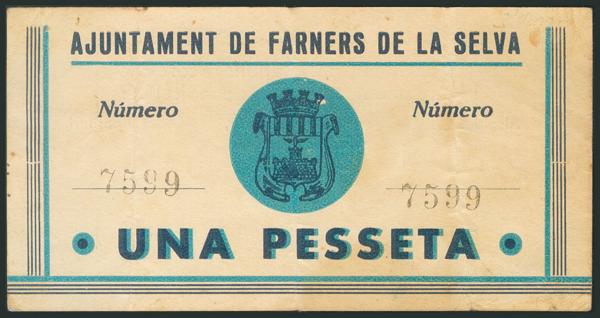 AJUNTAMENT DE FARNERS DE LA SELVA
Número Número
7599 7599
UNA PESSETA